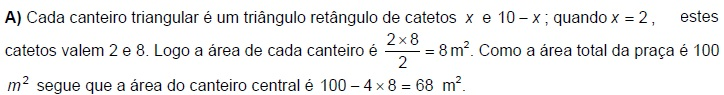 A) Cada canteiro triangular é um triângulo retângulo de catetos x e 10 – x ; quando x = 2 , estes
catetos valem 2 e 8. Logo a área de cada canteiro é \frac{2×8}{2} = 8 m². Como a área total da praça é 100
m² segue que a área do canteiro central é 100 – 4 × 8 = 68 m².